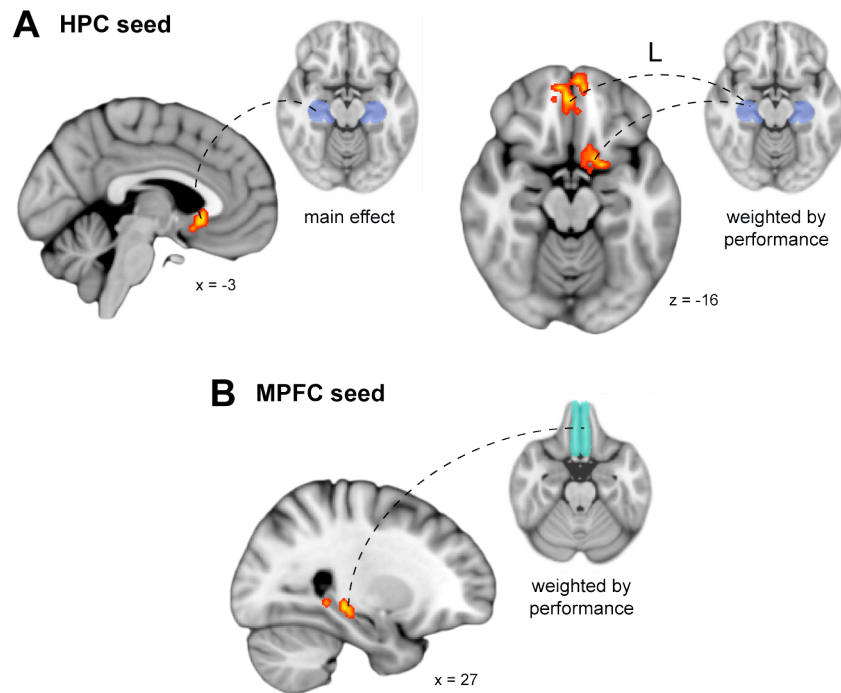 A HPC seed
L
main effect
weighted by
performance
x = -3
z = -16
B MPFC seed
weighted by
performance
x = 27